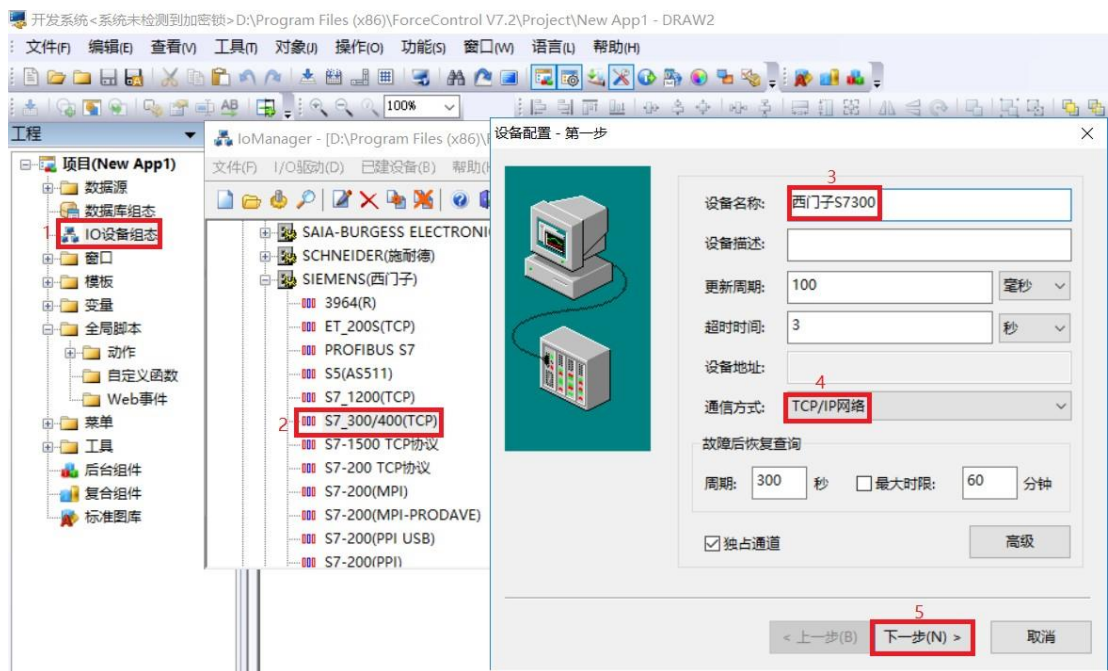 开发系统<系统未检测到加密锁>D:\Program Files (x86)\ForceControl V7.2\Project\New App1 - DRAW2
文件(F) 编辑(E) 查看(V) 工具(T) 对象(J) 操作(O) 功能(S) 窗口(W) 语言(L) 帮助(H)
100%
工程
项目(New App1)
数据源
数据库组态
1 IO设备组态
窗口
模板
变量
全局脚本
动作
自定义函数
Web事件
菜单
工具
后台组件
复合组件
标准图库
IoManager - [D:\Program Files (x86)\
文件(F) I/O驱动(D) 已建设备(B) 帮助(
SAIA-BURGESS ELECTRONI
SCHNEIDER(施耐德)
SIEMENS(西门子)
3964(R)
ET_200S(TCP)
PROFIBUS S7
S5(AS511)
S7_1200(TCP)
2 S7_300/400(TCP)
S7-1500 TCP协议
S7-200 TCP协议
S7-200(MPI)
S7-200(MPI-PRODAVE)
S7-200(PPI USB)
S7-200(PPI)
设备配置 - 第一步
3
设备名称: 西门子S7300
设备描述:
更新周期: 100 毫秒
超时时间: 3 秒
设备地址:
4
通信方式: TCP/IP网络
故障后恢复查询
周期: 300 秒 最大时限: 60 分钟
独占通道 高级
5
< 上一步(B) 下一步(N) > 取消